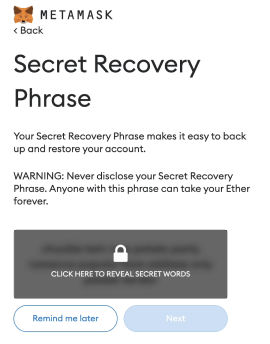 METAMASK
< Back
Secret Recovery
Phrase
Your Secret Recovery Phrase makes it easy to back
up and restore your account.
WARNING: Never disclose your Secret Recovery
Phrase. Anyone with this phrase can take your Ether
forever.
CLICK HERE TO REVEAL SECRET WORDS
Remind me later
Next